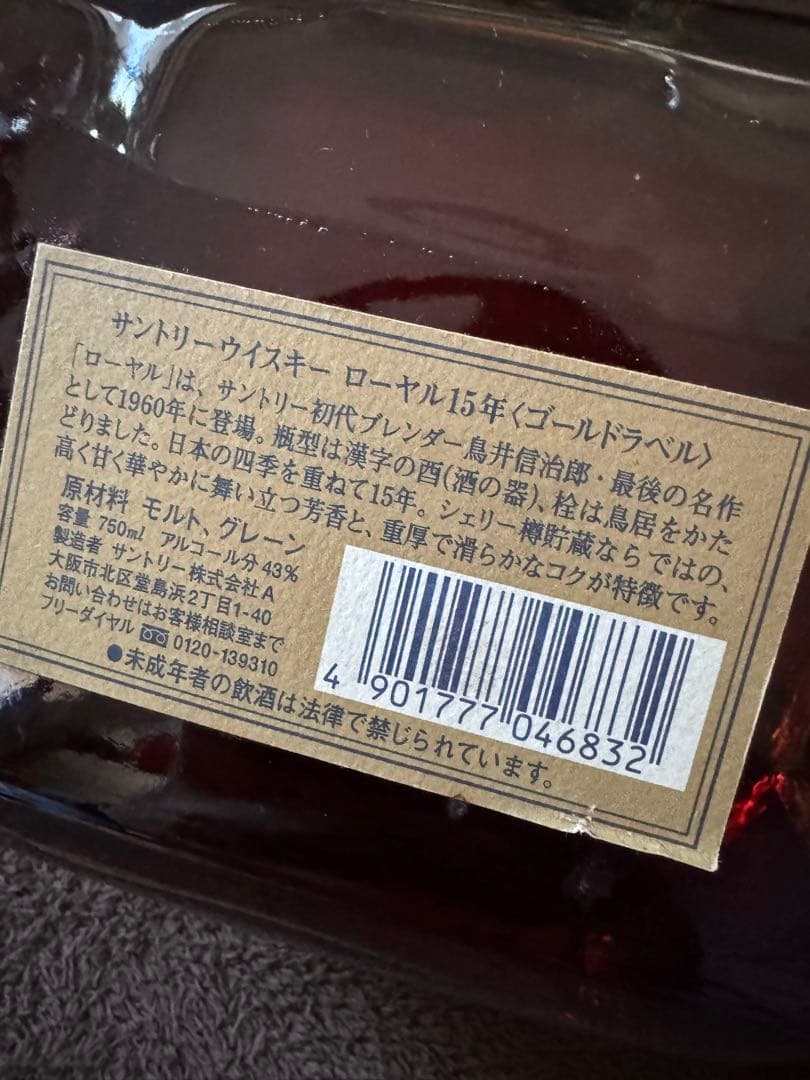 サントリーウイスキー ローヤル15年〈ゴールドラベル〉
「ローヤル」は、サントリー初代ブレンダー鳥井信治郎・最後の名作
として1960年に登場。瓶型は漢字の酉(酒の器)、栓は鳥居をかた
どりました。日本の四季を重ねて15年。シェリー樽貯蔵ならではの、
高く甘く華やかに舞い立つ芳香と、重厚で滑らかなコクが特徴です。
原材料 モルト、グレーン
容量 750ml アルコール分 43%
製造者 サントリー株式会社A
大阪市北区堂島浜2丁目1-40
お問い合わせはお客様相談室まで
フリーダイヤル 0120-139310
●未成年者の飲酒は法律で禁じられています。
4 901777 046832